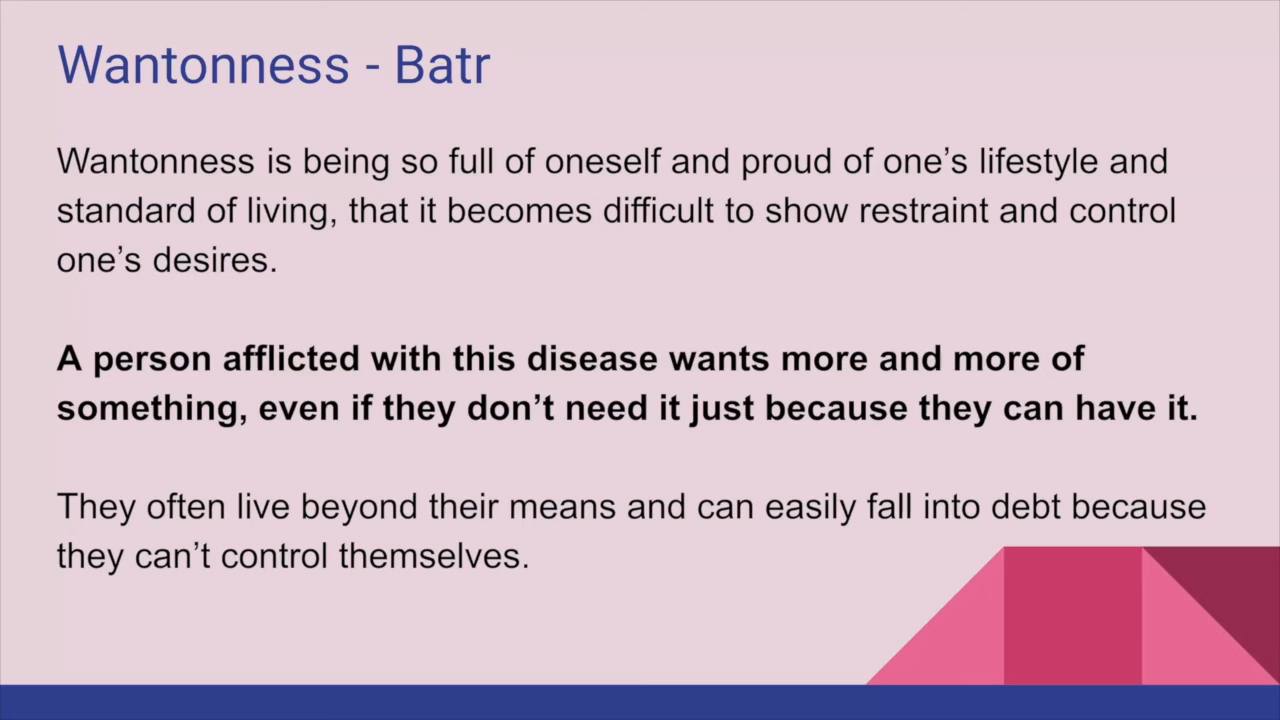 Wantonness - Batr
Wantonness is being so full of oneself and proud of one’s lifestyle and
standard of living, that it becomes difficult to show restraint and control
one’s desires.
A person afflicted with this disease wants more and more of
something, even if they don’t need it just because they can have it.
They often live beyond their means and can easily fall into debt because
they can’t control themselves.